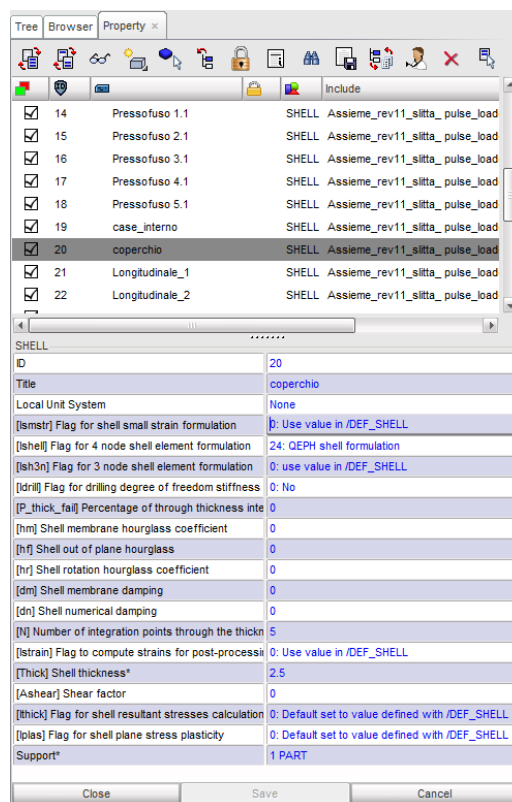 Tree Browser Property ×
Include
14 Pressofuso 1.1 SHELL Assieme_rev11_slitta_ pulse_load
15 Pressofuso 2.1 SHELL Assieme_rev11_slitta_ pulse_load
16 Pressofuso 3.1 SHELL Assieme_rev11_slitta_ pulse_load
17 Pressofuso 4.1 SHELL Assieme_rev11_slitta_ pulse_load
18 Pressofuso 5.1 SHELL Assieme_rev11_slitta_ pulse_load
19 case_interno SHELL Assieme_rev11_slitta_ pulse_load
20 coperchio SHELL Assieme_rev11_slitta_ pulse_load
21 Longitudinale_1 SHELL Assieme_rev11_slitta_ pulse_load
22 Longitudinale_2 SHELL Assieme_rev11_slitta_ pulse_load
SHELL
ID 20
Title coperchio
Local Unit System None
[Ismstr] Flag for shell small strain formulation 0: Use value in /DEF_SHELL
[Ishell] Flag for 4 node shell element formulation 24: QEPH shell formulation
[Ish3n] Flag for 3 node shell element formulation 0: use value in /DEF_SHELL
[Idrill] Flag for drilling degree of freedom stiffness 0: No
[P_thick_fail] Percentage of through thickness inte 0
[hm] Shell membrane hourglass coefficient 0
[hf] Shell out of plane hourglass 0
[hr] Shell rotation hourglass coefficient 0
[dm] Shell membrane damping 0
[dn] Shell numerical damping 0
[N] Number of integration points through the thickn 5
[Istrain] Flag to compute strains for post-processin 0: Use value in /DEF_SHELL
[Thick] Shell thickness* 2.5
[Ashear] Shear factor 0
[Ithick] Flag for shell resultant stresses calculation 0: Default set to value defined with /DEF_SHELL
[Iplas] Flag for shell plane stress plasticity 0: Default set to value defined with /DEF_SHELL
Support* 1 PART
Close Save Cancel